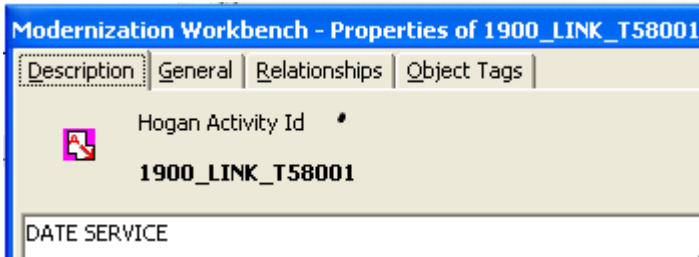 Modernization Workbench - Properties of 1900_LINK_T58001
Description General Relationships Object Tags
Hogan Activity Id
1900_LINK_T58001
DATE SERVICE